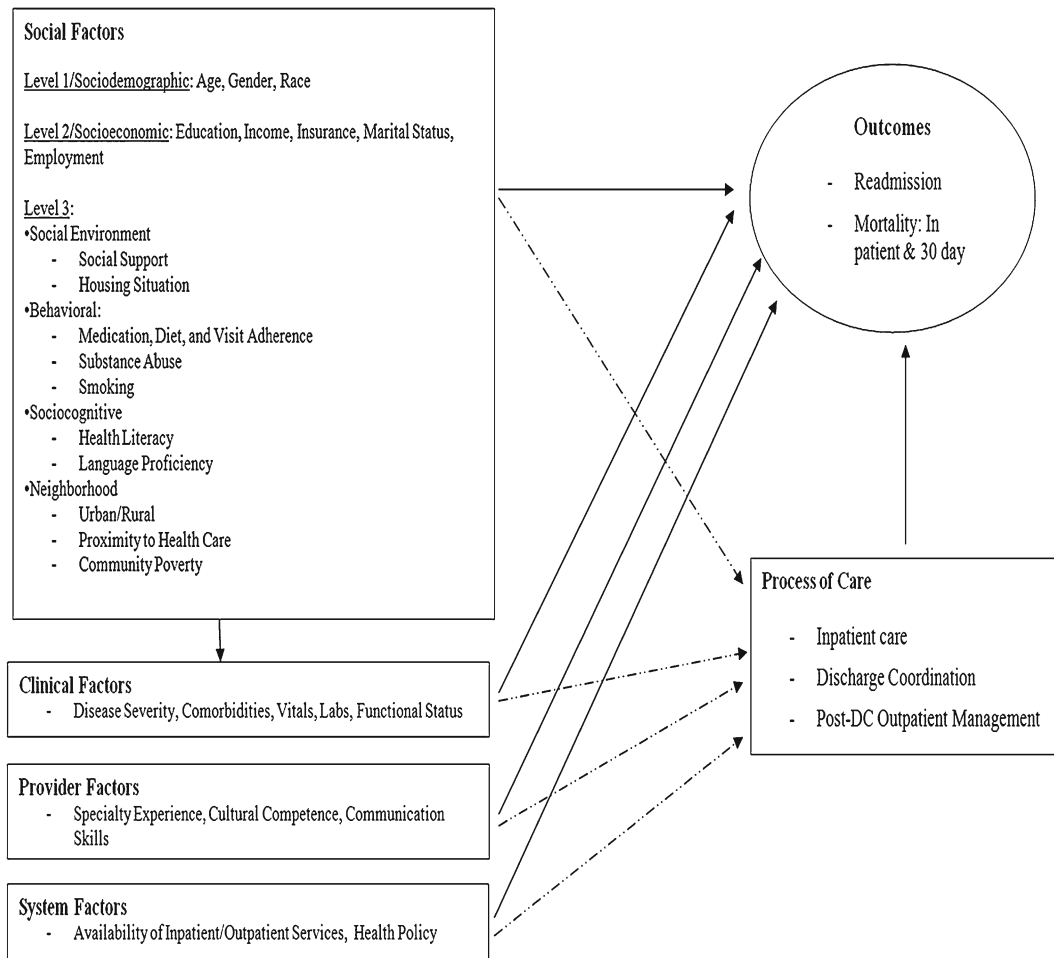 Social Factors
Level 1/Sociodemographic: Age, Gender, Race
Level 2/Socioeconomic: Education, Income, Insurance, Marital Status,
Employment
Level 3:
•Social Environment
- Social Support
- Housing Situation
•Behavioral:
- Medication, Diet, and Visit Adherence
- Substance Abuse
- Smoking
•Sociocognitive
- Health Literacy
- Language Proficiency
•Neighborhood
- Urban/Rural
- Proximity to Health Care
- Community Poverty
Clinical Factors
- Disease Severity, Comorbidities, Vitals, Labs, Functional Status
Provider Factors
- Specialty Experience, Cultural Competence, Communication
Skills
System Factors
- Availability of Inpatient/Outpatient Services, Health Policy
Outcomes
- Readmission
- Mortality: In
patient & 30 day
Process of Care
- Inpatient care
- Discharge Coordination
- Post-DC Outpatient Management